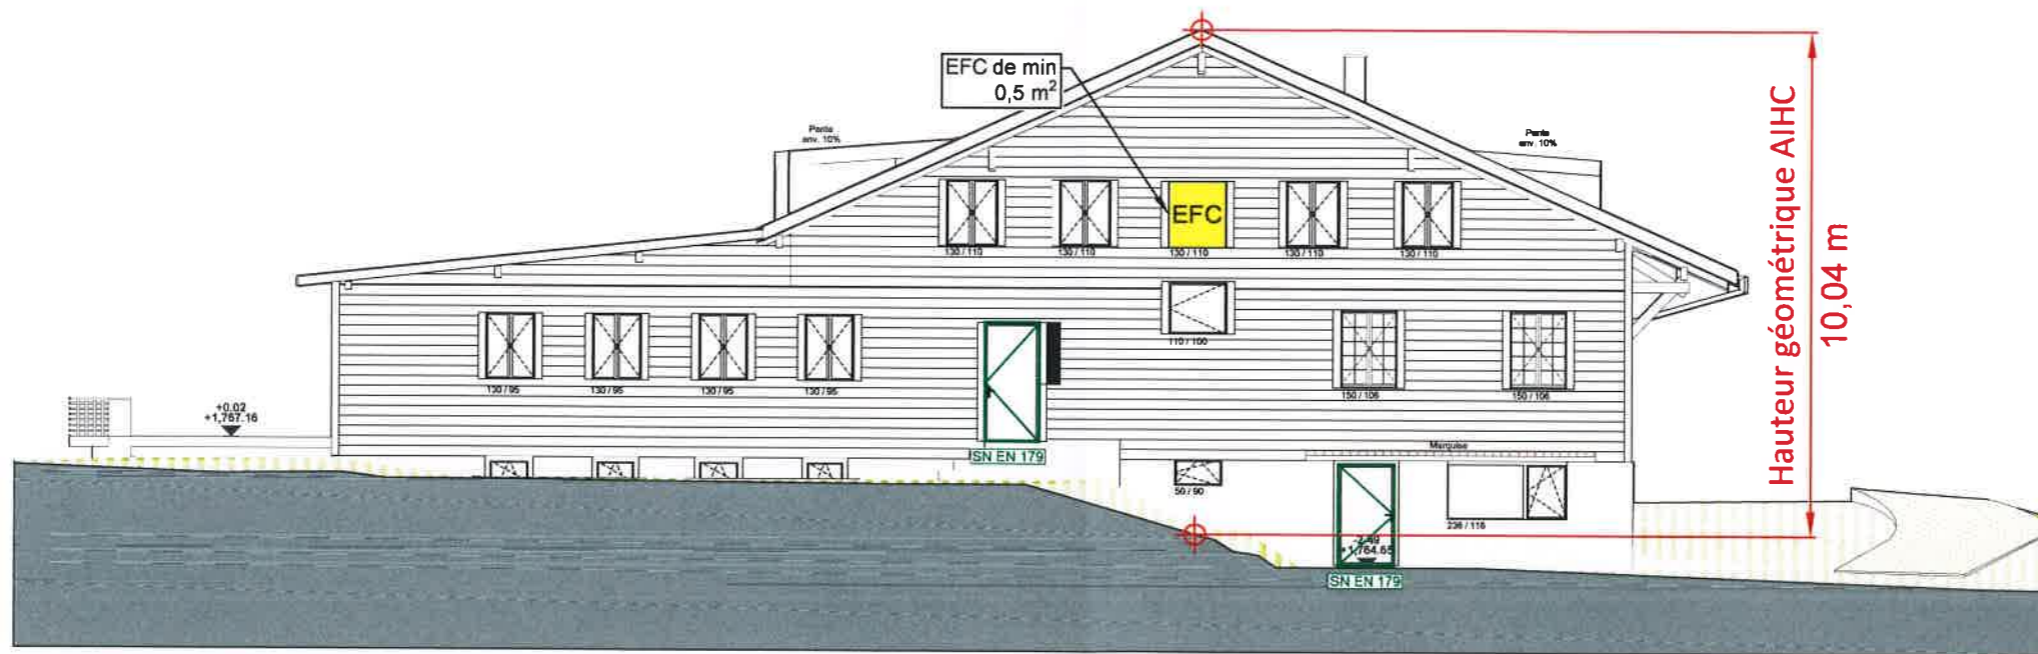 EFC de min
0,5 m²
Pente
env. 10%
Pente
env. 10%
EFC
130 / 110
130 / 110
130 / 110
130 / 110
130 / 110
110 / 100
130 / 95
130 / 95
130 / 95
130 / 95
150 / 106
150 / 106
+0.02
+1,767.16
SN EN 179
Marquise
50 / 90
236 / 116
+1,764.65
SN EN 179
Hauteur géométrique AIHC
10,04 m